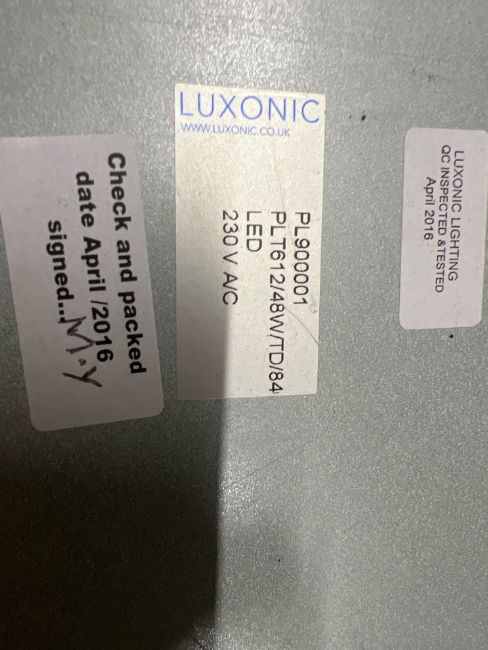 LUXONIC
WWW.LUXONIC.CO.UK
PL900001
PLT612/48W/TD/84
LED
230 V A/C
Check and packed
date April /2016
signed...M.Y
LUXONIC LIGHTING
QC INSPECTED &TESTED
April 2016